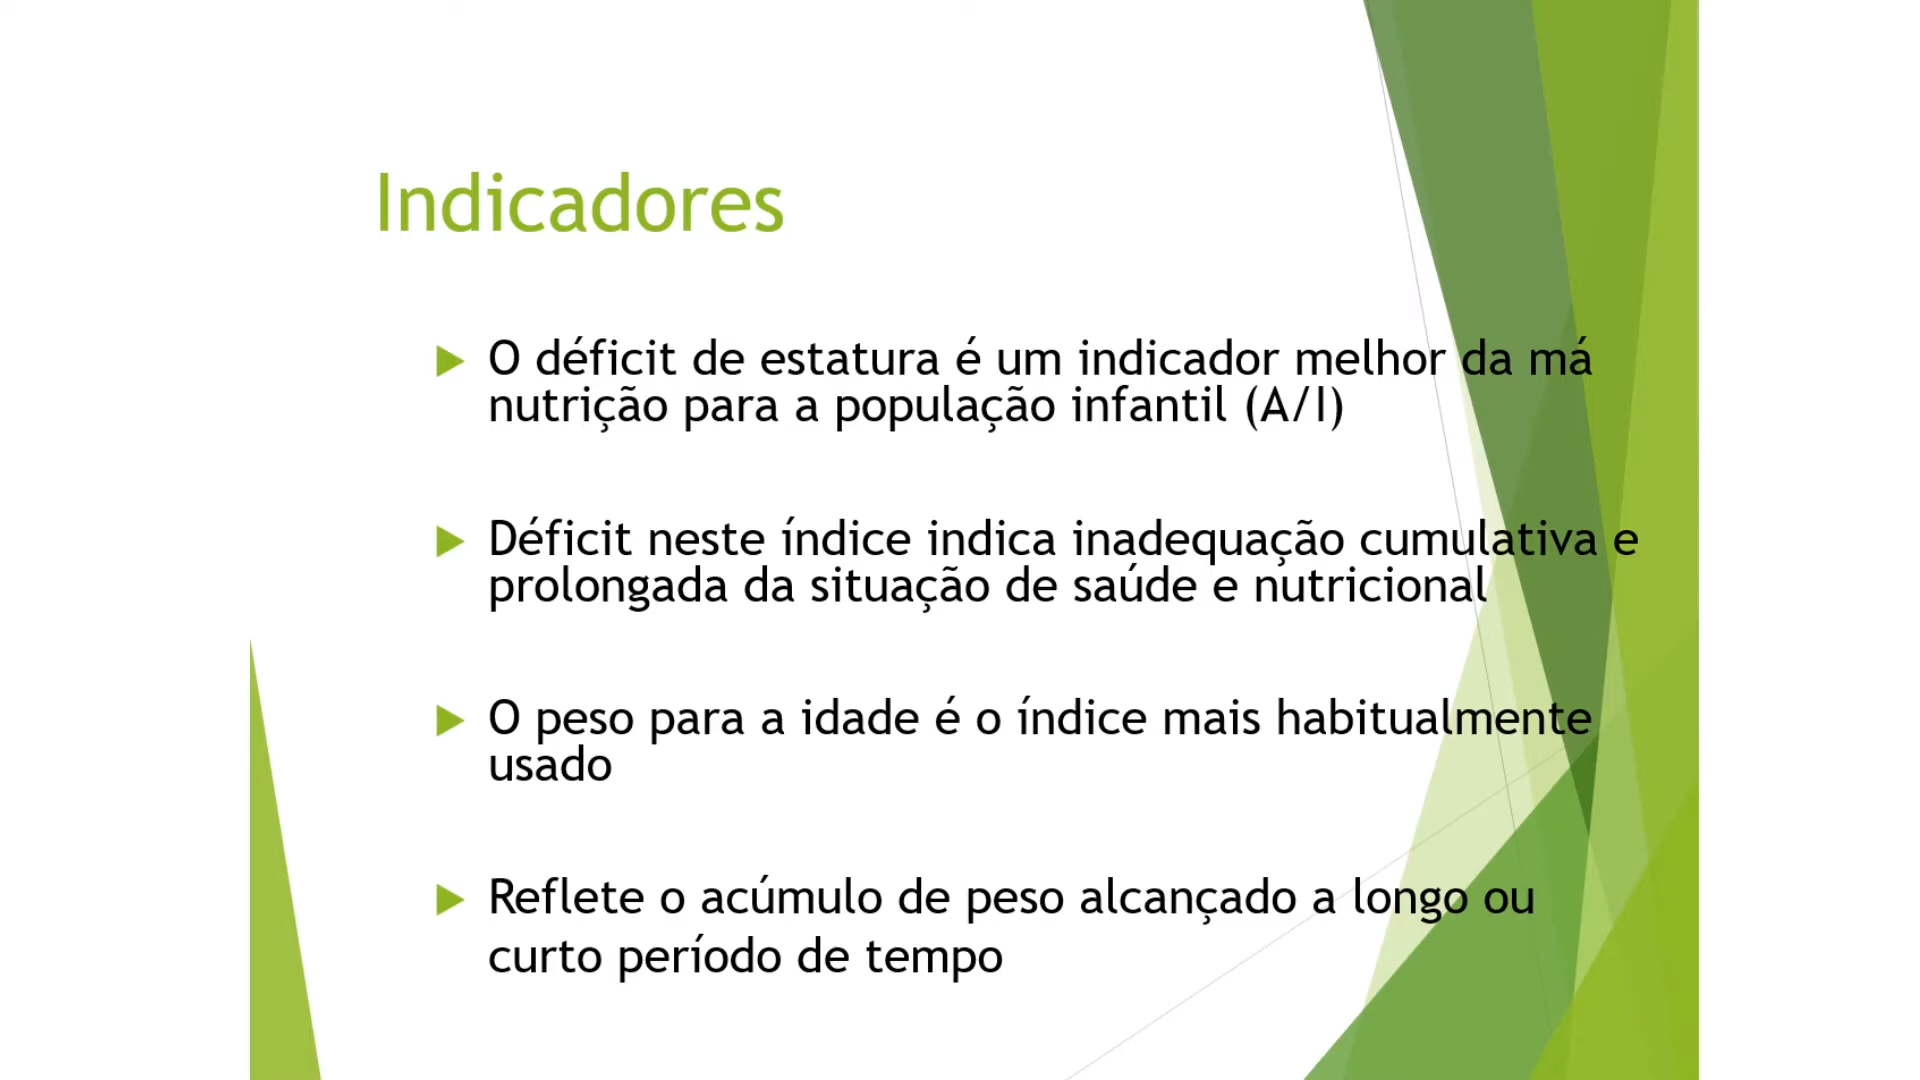 Indicadores
O déficit de estatura é um indicador melhor da má
nutrição para a população infantil (A/I)
Déficit neste índice indica inadequação cumulativa e
prolongada da situação de saúde e nutricional
O peso para a idade é o índice mais habitualmente
usado
Reflete o acúmulo de peso alcançado a longo ou
curto período de tempo